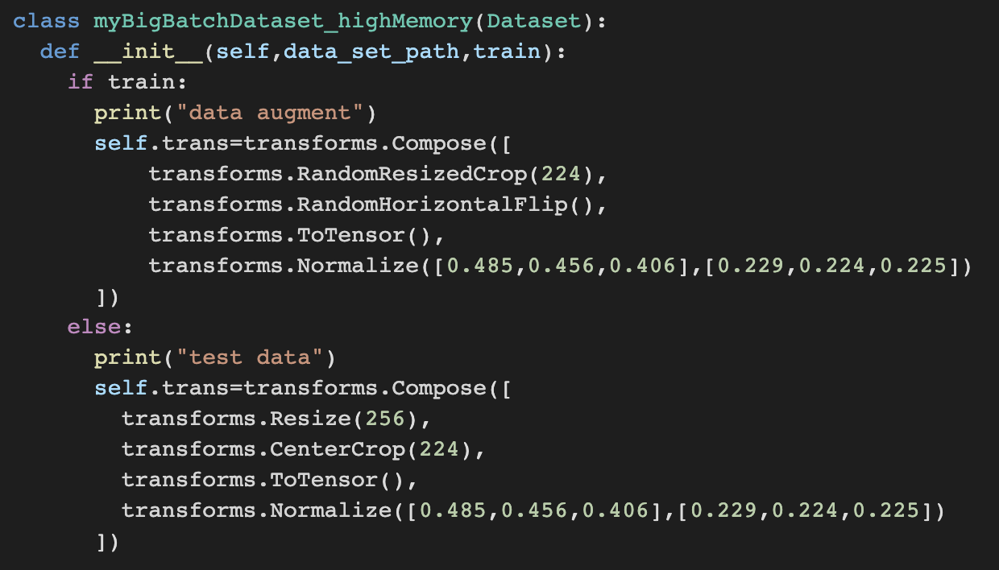 class myBigBatchDataset_highMemory(Dataset):
  def __init__(self,data_set_path,train):
    if train:
      print("data augment")
      self.trans=transforms.Compose([
          transforms.RandomResizedCrop(224),
          transforms.RandomHorizontalFlip(),
          transforms.ToTensor(),
          transforms.Normalize([0.485,0.456,0.406],[0.229,0.224,0.225])
      ])
    else:
      print("test data")
      self.trans=transforms.Compose([
        transforms.Resize(256),
        transforms.CenterCrop(224),
        transforms.ToTensor(),
        transforms.Normalize([0.485,0.456,0.406],[0.229,0.224,0.225])
      ])